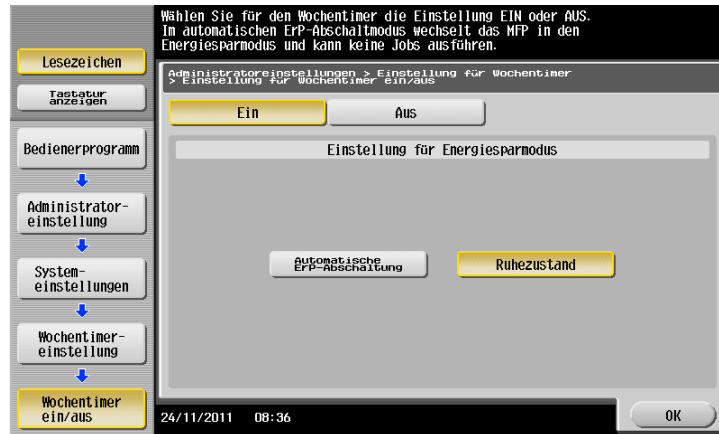 Wählen Sie für den Wochentimer die Einstellung EIN oder AUS.
In automatischen ErP-Abschaltmodus wechselt das MFP in den
Energiesparmodus und kann keine Jobs ausführen.
Lesezeichen
Tastatur
anzeigen
Bedienerprogramm
Administrator-
einstellung
System-
einstellungen
Wochentimer-
einstellung
Wochentimer
ein/aus
Administratoreinstellungen > Einstellung für Wochentimer
> Einstellung für Wochentimer ein/aus
Ein
Aus
Einstellung für Energiesparmodus
Automatische
ErP-Abschaltung
Ruhezustand
24/11/2011 08:36
OK